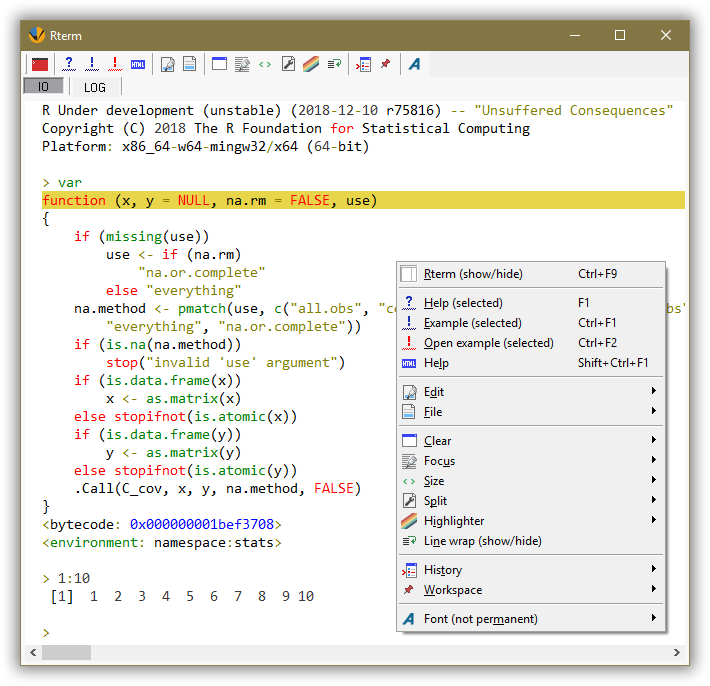 Rterm
IO LOG
R Under development (unstable) (2018-12-10 r75816) -- "Unsuffered Consequences"
Copyright (C) 2018 The R Foundation for Statistical Computing
Platform: x86_64-w64-mingw32/x64 (64-bit)
> var
function (x, y = NULL, na.rm = FALSE, use)
{
    if (missing(use))
        use <- if (na.rm)
            "na.or.complete"
        else "everything"
    na.method <- pmatch(use, c("all.obs", "c
        "everything", "na.or.complete"))
    if (is.na(na.method))
        stop("invalid 'use' argument")
    if (is.data.frame(x))
        x <- as.matrix(x)
    else stopifnot(is.atomic(x))
    if (is.data.frame(y))
        y <- as.matrix(y)
    else stopifnot(is.atomic(y))
    .Call(C_cov, x, y, na.method, FALSE)
}
<bytecode: 0x000000001bef3708>
<environment: namespace:stats>
> 1:10
 [1]  1  2  3  4  5  6  7  8  9 10
>
Rterm (show/hide) Ctrl+F9
Help (selected) F1
Example (selected) Ctrl+F1
Open example (selected) Ctrl+F2
Help Shift+Ctrl+F1
Edit
File
Clear
Focus
Size
Split
Highlighter
Line wrap (show/hide)
History
Workspace
Font (not permanent)